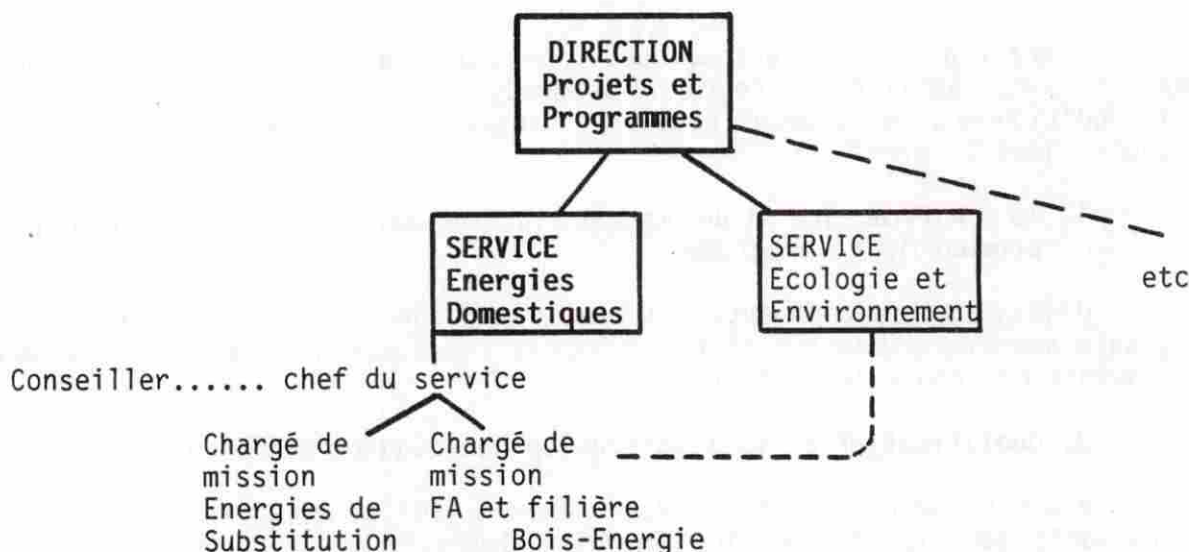 DIRECTION
Projets et
Programmes
SERVICE
Energies
Domestiques
SERVICE
Ecologie et
Environnement
etc
Conseiller...... chef du service
Chargé de
mission
Energies de
Substitution
Chargé de
mission
FA et filière
Bois-Energie